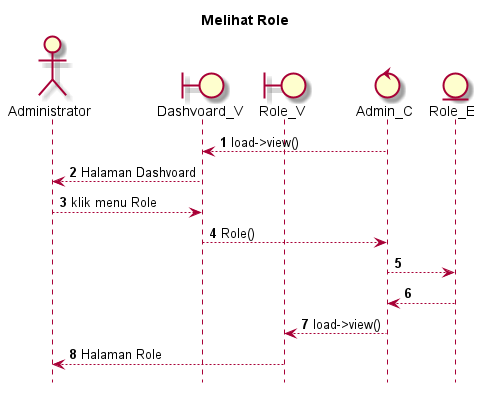 Melihat Role
Administrator
Dashvoard_V
Role_V
Admin_C
Role_E
1 load->view()
2 Halaman Dashvoard
3 klik menu Role
4 Role()
5
6
7 load->view()
8 Halaman Role